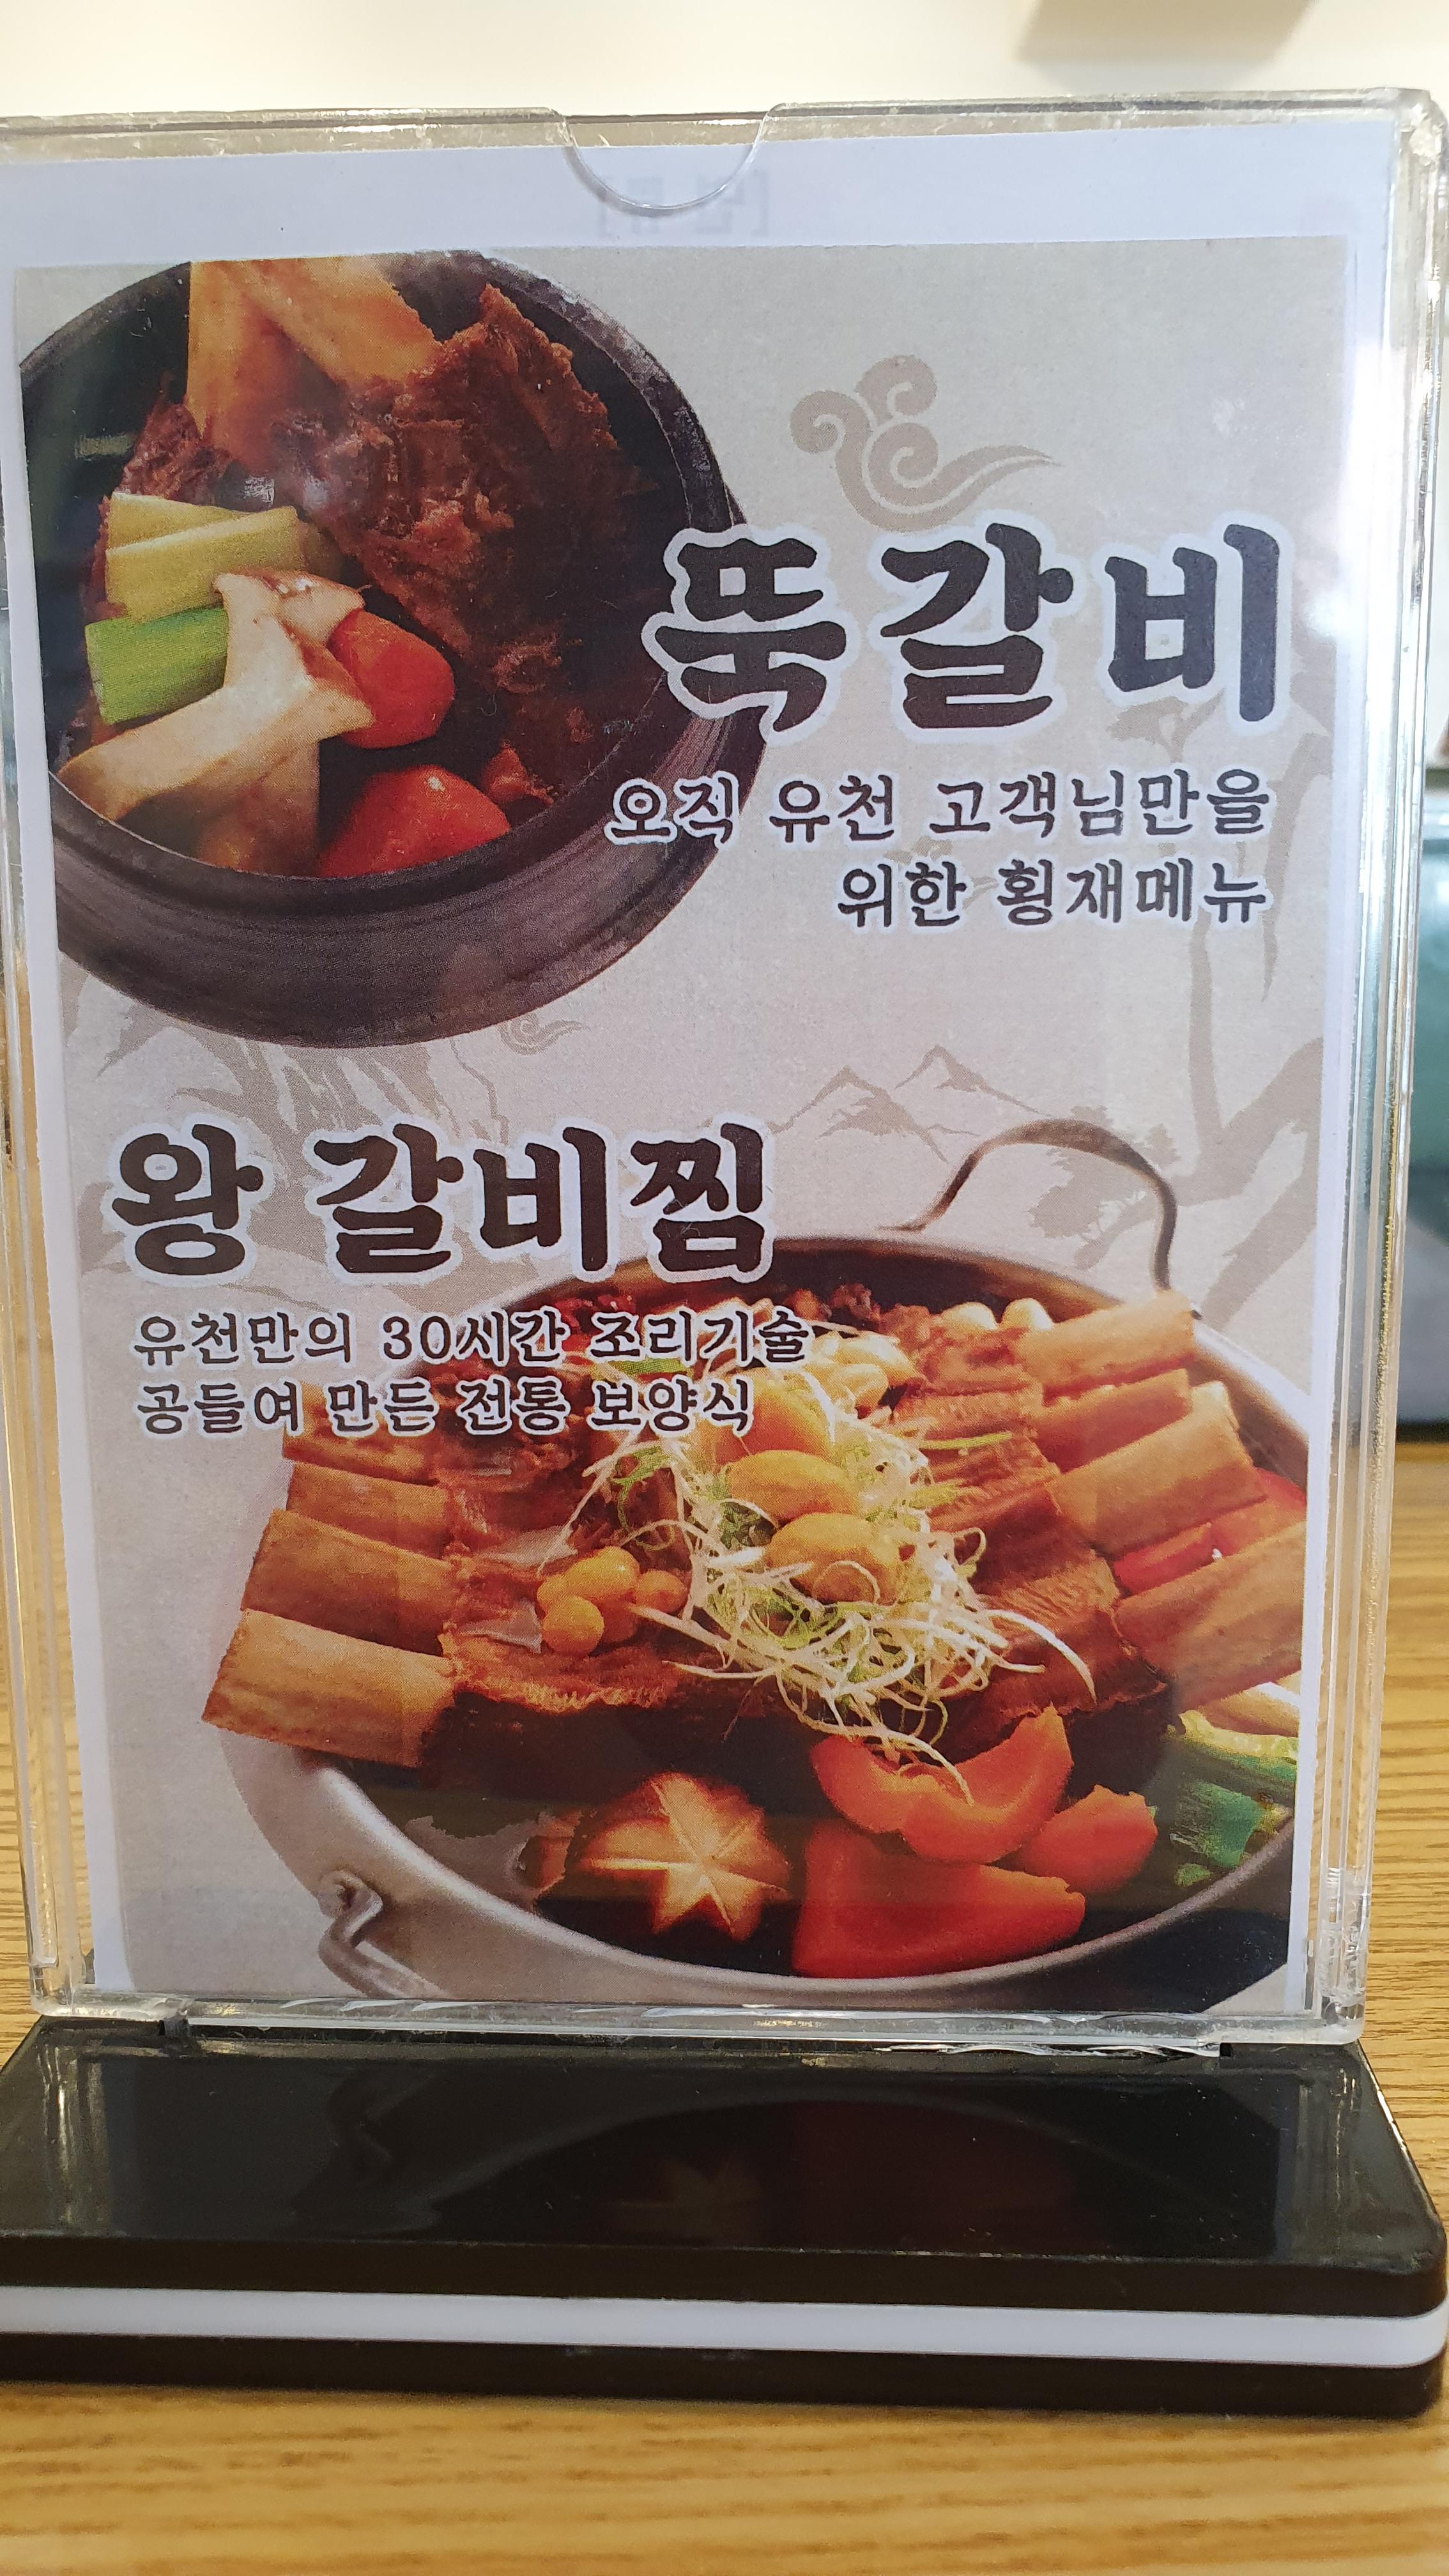 뚝갈비
오직 유천 고객님만을
위한 횡재메뉴
왕 갈비찜
유천만의 30시간 조리기술
공들여 만든 전통 보양식